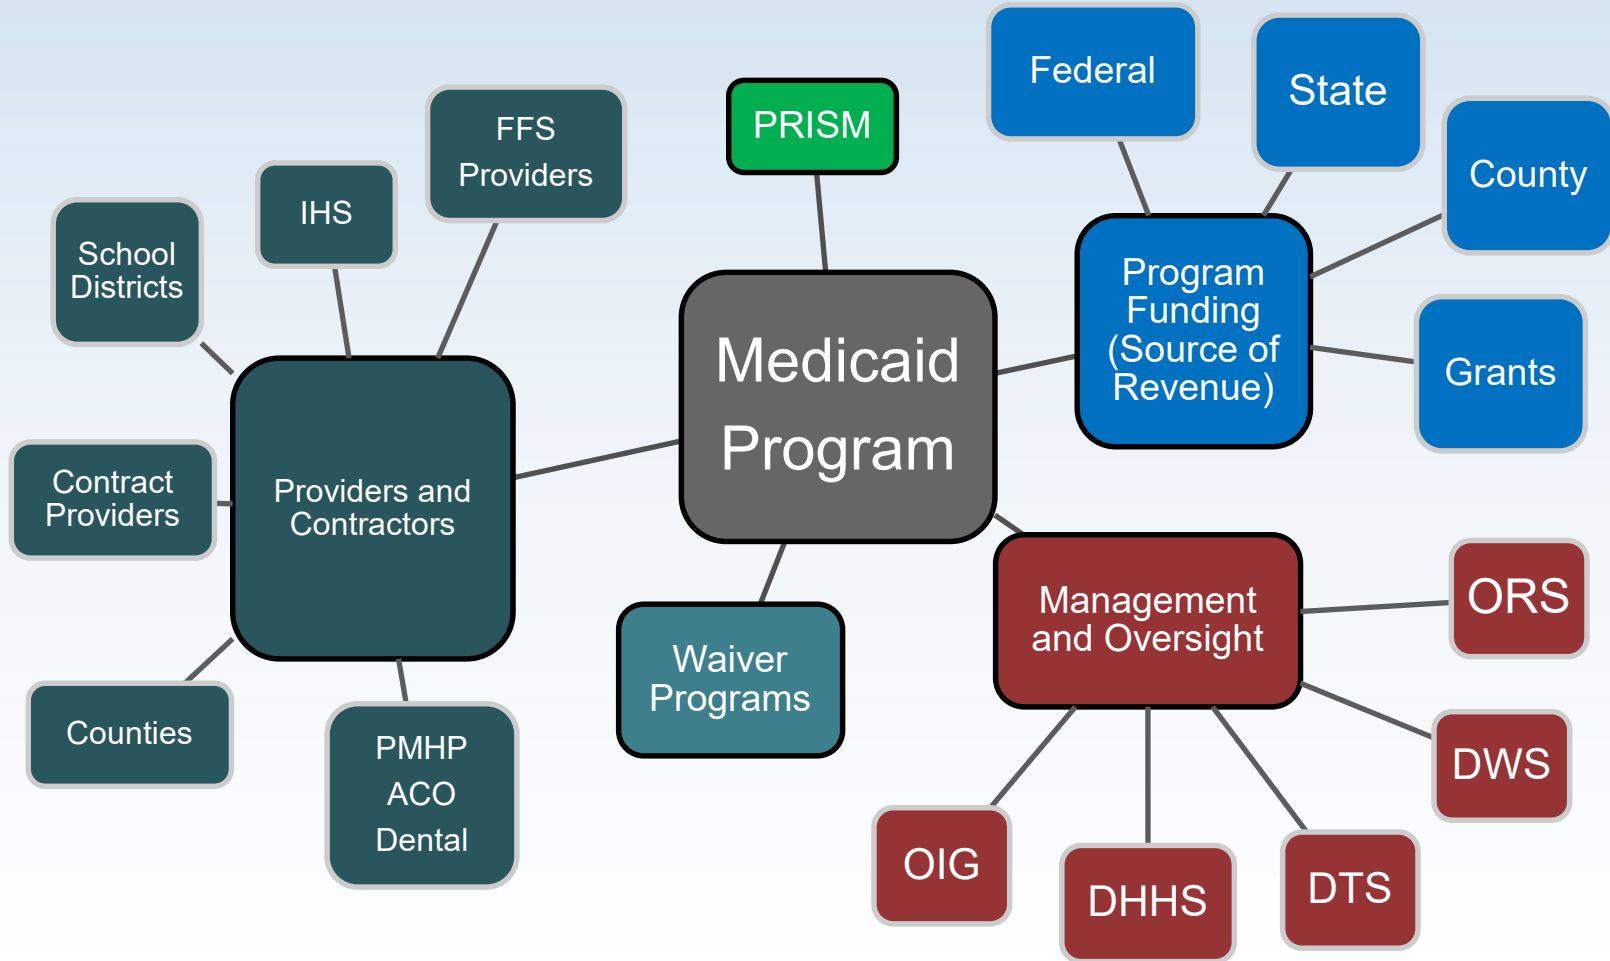 Federal
State
PRISM
FFS
Providers
County
IHS
School
Districts
Program
Funding
(Source of
Revenue)
Medicaid
Program
Grants
Contract
Providers
Providers and
Contractors
Management
and Oversight
ORS
Waiver
Programs
Counties
PMHP
ACO
Dental
DWS
OIG
DHHS
DTS